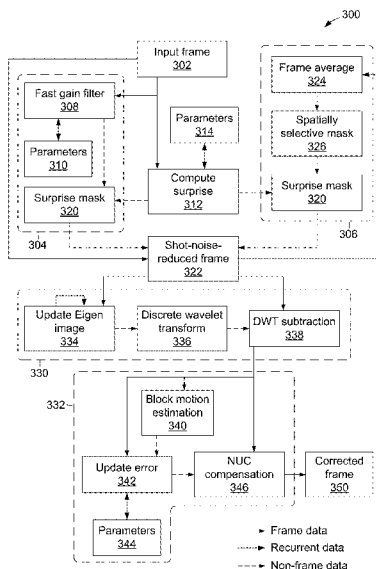 300
Input frame
302
Fast gain filter
308
Parameters
310
Surprise mask
320
304
Parameters
314
Compute
surprise
312
Frame average
324
Spatially
selective mask
326
Surprise mask
320
306
Shot-noise-
reduced frame
322
Update Eigen
image
334
Discrete wavelet
transform
336
DWT subtraction
338
330
332
Block motion
estimation
340
Update error
342
NUC
compensation
346
Corrected
frame
350
Parameters
344
Frame data
Recurrent data
Non-frame data